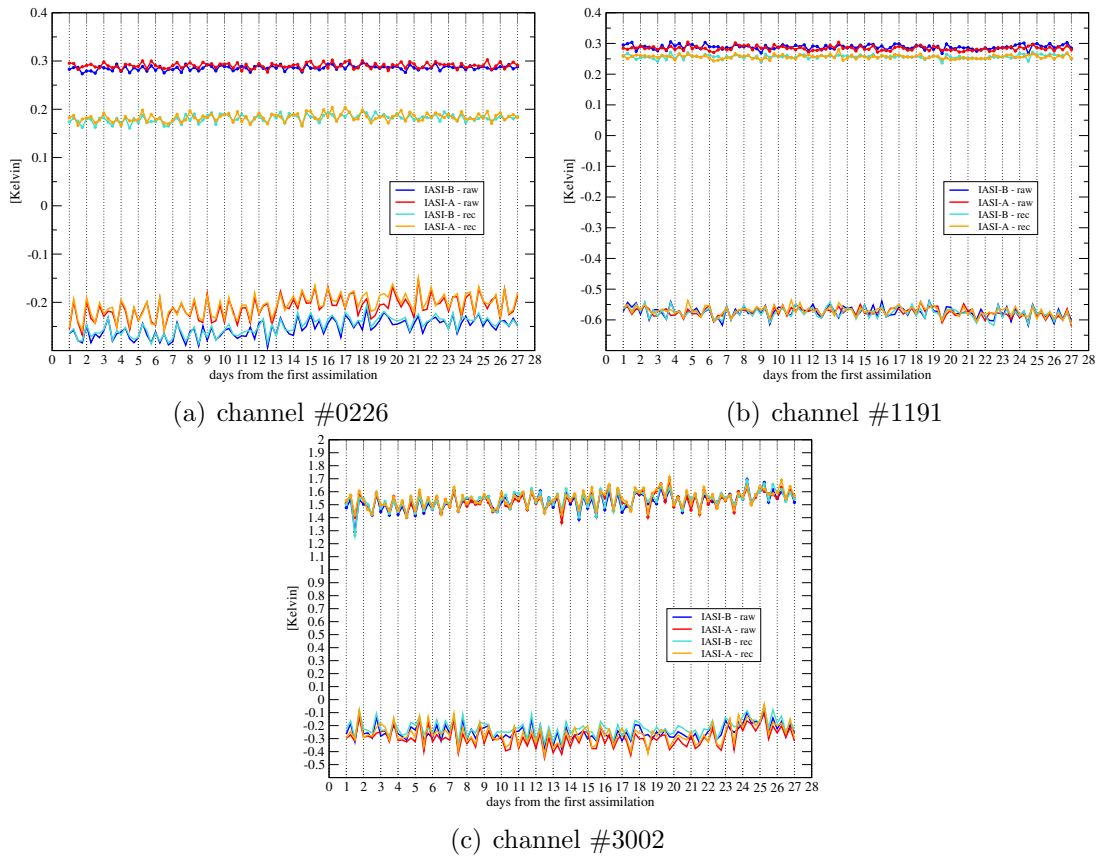 0.4
0.3
0.2
0.1
0
-0.1
-0.2
[Kelvin]
IASI-B - raw
IASI-A - raw
IASI-B - rec
IASI-A - rec
0 1 2 3 4 5 6 7 8 9 10 11 12 13 14 15 16 17 18 19 20 21 22 23 24 25 26 27 28
days from the first assimilation
(a) channel #0226
0.4
0.3
0.2
0.1
0
-0.1
-0.2
-0.3
-0.4
-0.5
-0.6
[Kelvin]
IASI-B - raw
IASI-A - raw
IASI-B - rec
IASI-A - rec
0 1 2 3 4 5 6 7 8 9 10 11 12 13 14 15 16 17 18 19 20 21 22 23 24 25 26 27 28
days from the first assimilation
(b) channel #1191
2
1.9
1.8
1.7
1.6
1.5
1.4
1.3
1.2
1.1
1
0.9
0.8
0.7
0.6
0.5
0.4
0.3
0.2
0.1
0
-0.1
-0.2
-0.3
-0.4
-0.5
[Kelvin]
IASI-B - raw
IASI-A - raw
IASI-B - rec
IASI-A - rec
0 1 2 3 4 5 6 7 8 9 10 11 12 13 14 15 16 17 18 19 20 21 22 23 24 25 26 27 28
days from the first assimilation
(c) channel #3002